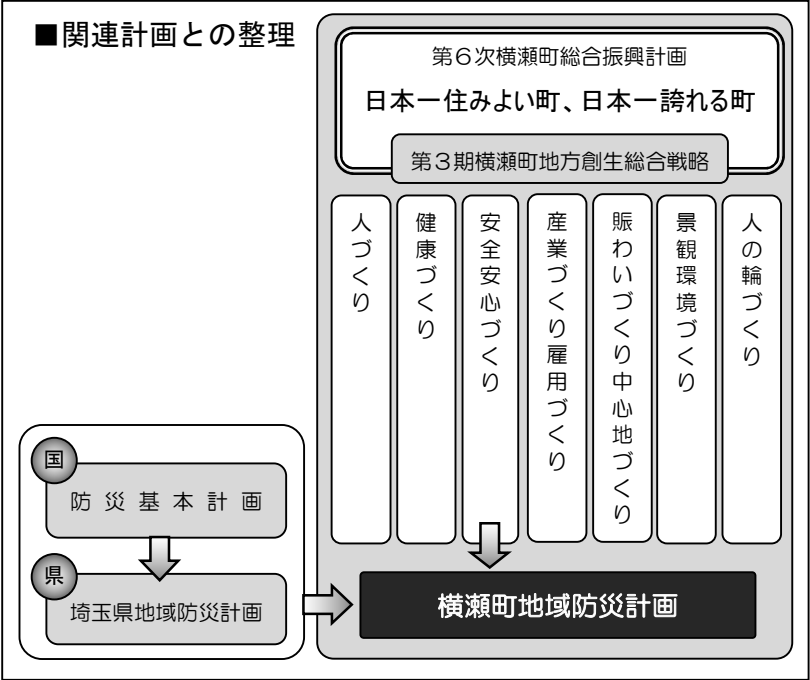 ■関連計画との整理
第６次横瀬町総合振興計画
日本一住みよい町、日本一誇れる町
第３期横瀬町地方創生総合戦略
人づくり
健康づくり
安全安心づくり
産業づくり雇用づくり
賑わいづくり中心地づくり
景観環境づくり
人の輪づくり
国
防災基本計画
県
埼玉県地域防災計画
横瀬町地域防災計画